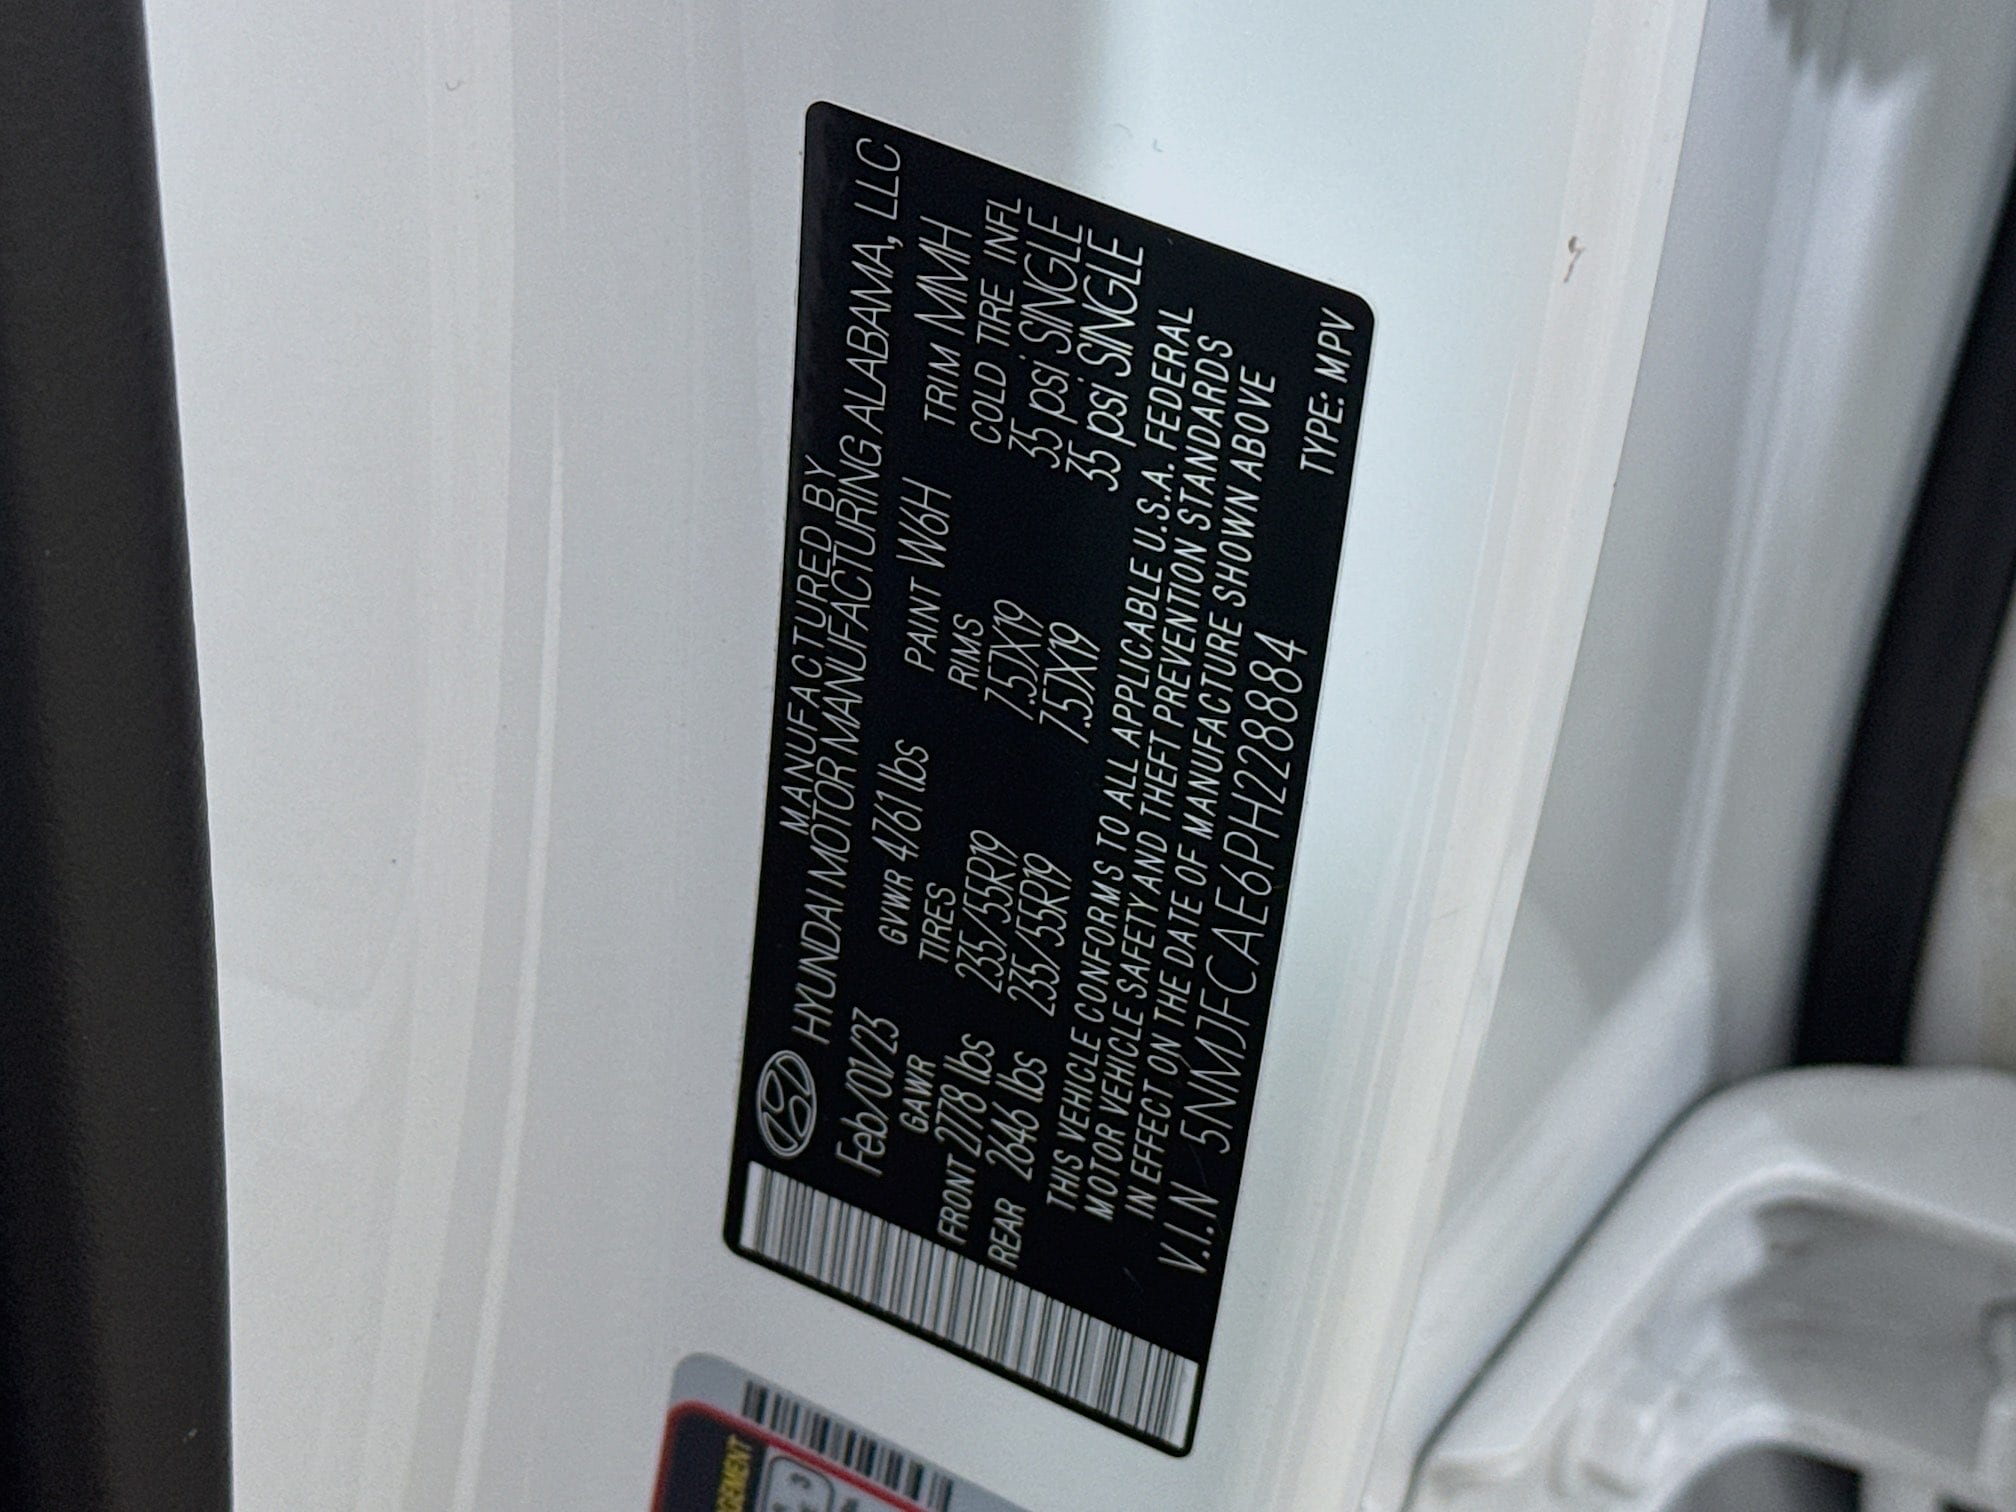 MANUFACTURED BY
HYUNDAI MOTOR MANUFACTURING ALABAMA, LLC
Feb/01/23 GVWR 4761 lbs PAINT W6H TRIM MMH
GAWR TIRES RIMS COLD TIRE INFL
FRONT 2778 lbs 235/55R19 7.5JX19 35 psi SINGLE
REAR 2646 lbs 235/55R19 7.5JX19 35 psi SINGLE
THIS VEHICLE CONFORMS TO ALL APPLICABLE U.S.A. FEDERAL
MOTOR VEHICLE SAFETY AND THEFT PREVENTION STANDARDS
IN EFFECT ON THE DATE OF MANUFACTURE SHOWN ABOVE
V.I.N 5NMJFCAE6PH228884 TYPE: MPV